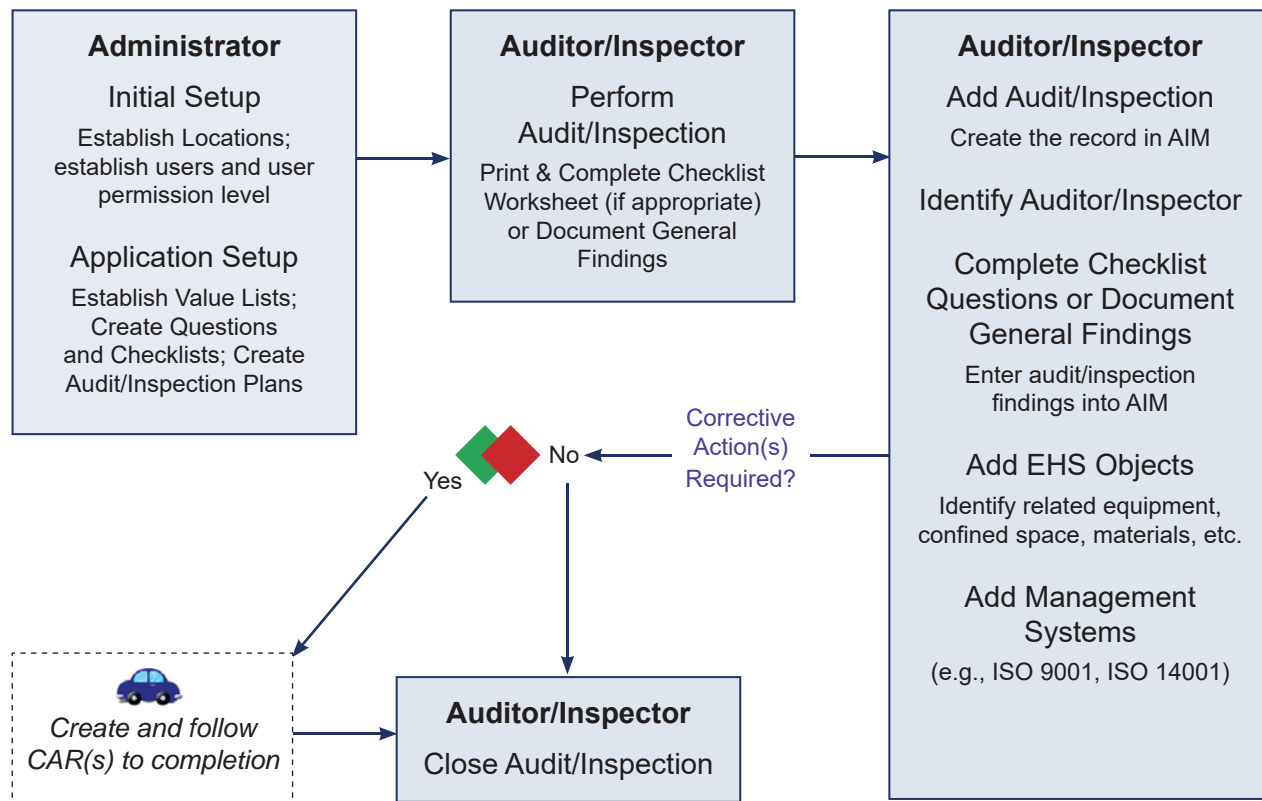 Administrator
Initial Setup
Establish Locations;
establish users and user
permission level
Application Setup
Establish Value Lists;
Create Questions
and Checklists; Create
Audit/Inspection Plans
Auditor/Inspector
Perform
Audit/Inspection
Print & Complete Checklist
Worksheet (if appropriate)
or Document General
Findings
Auditor/Inspector
Add Audit/Inspection
Create the record in AIM
Identify Auditor/Inspector
Complete Checklist
Questions or Document
General Findings
Enter audit/inspection
findings into AIM
Add EHS Objects
Identify related equipment,
confined space, materials, etc.
Add Management
Systems
(e.g., ISO 9001, ISO 14001)
Corrective
Action(s)
Required?
No
Yes
Create and follow
CAR(s) to completion
Auditor/Inspector
Close Audit/Inspection